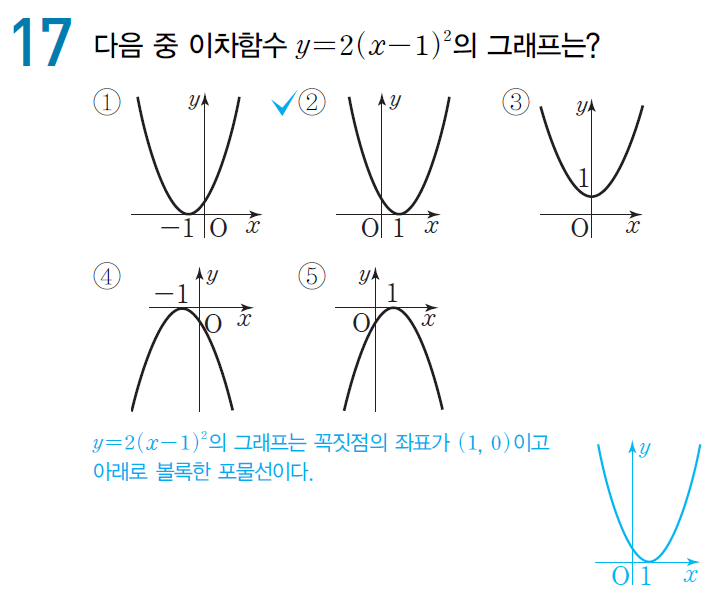 17 다음 중 이차함수 y=2(x-1)²의 그래프는?
① y -1 O x
② y O 1 x
③ y 1 O x
④ y -1 O x
⑤ y 1 O x
y=2(x-1)²의 그래프는 꼭짓점의 좌표가 (1, 0)이고
아래로 볼록한 포물선이다.
y O 1 x